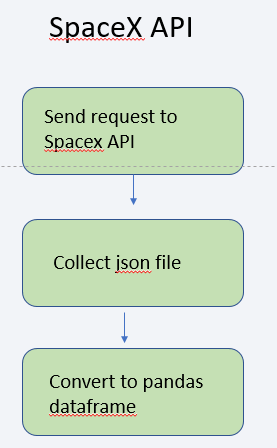 SpaceX API
Send request to
Spacex API
Collect json file
Convert to pandas
dataframe